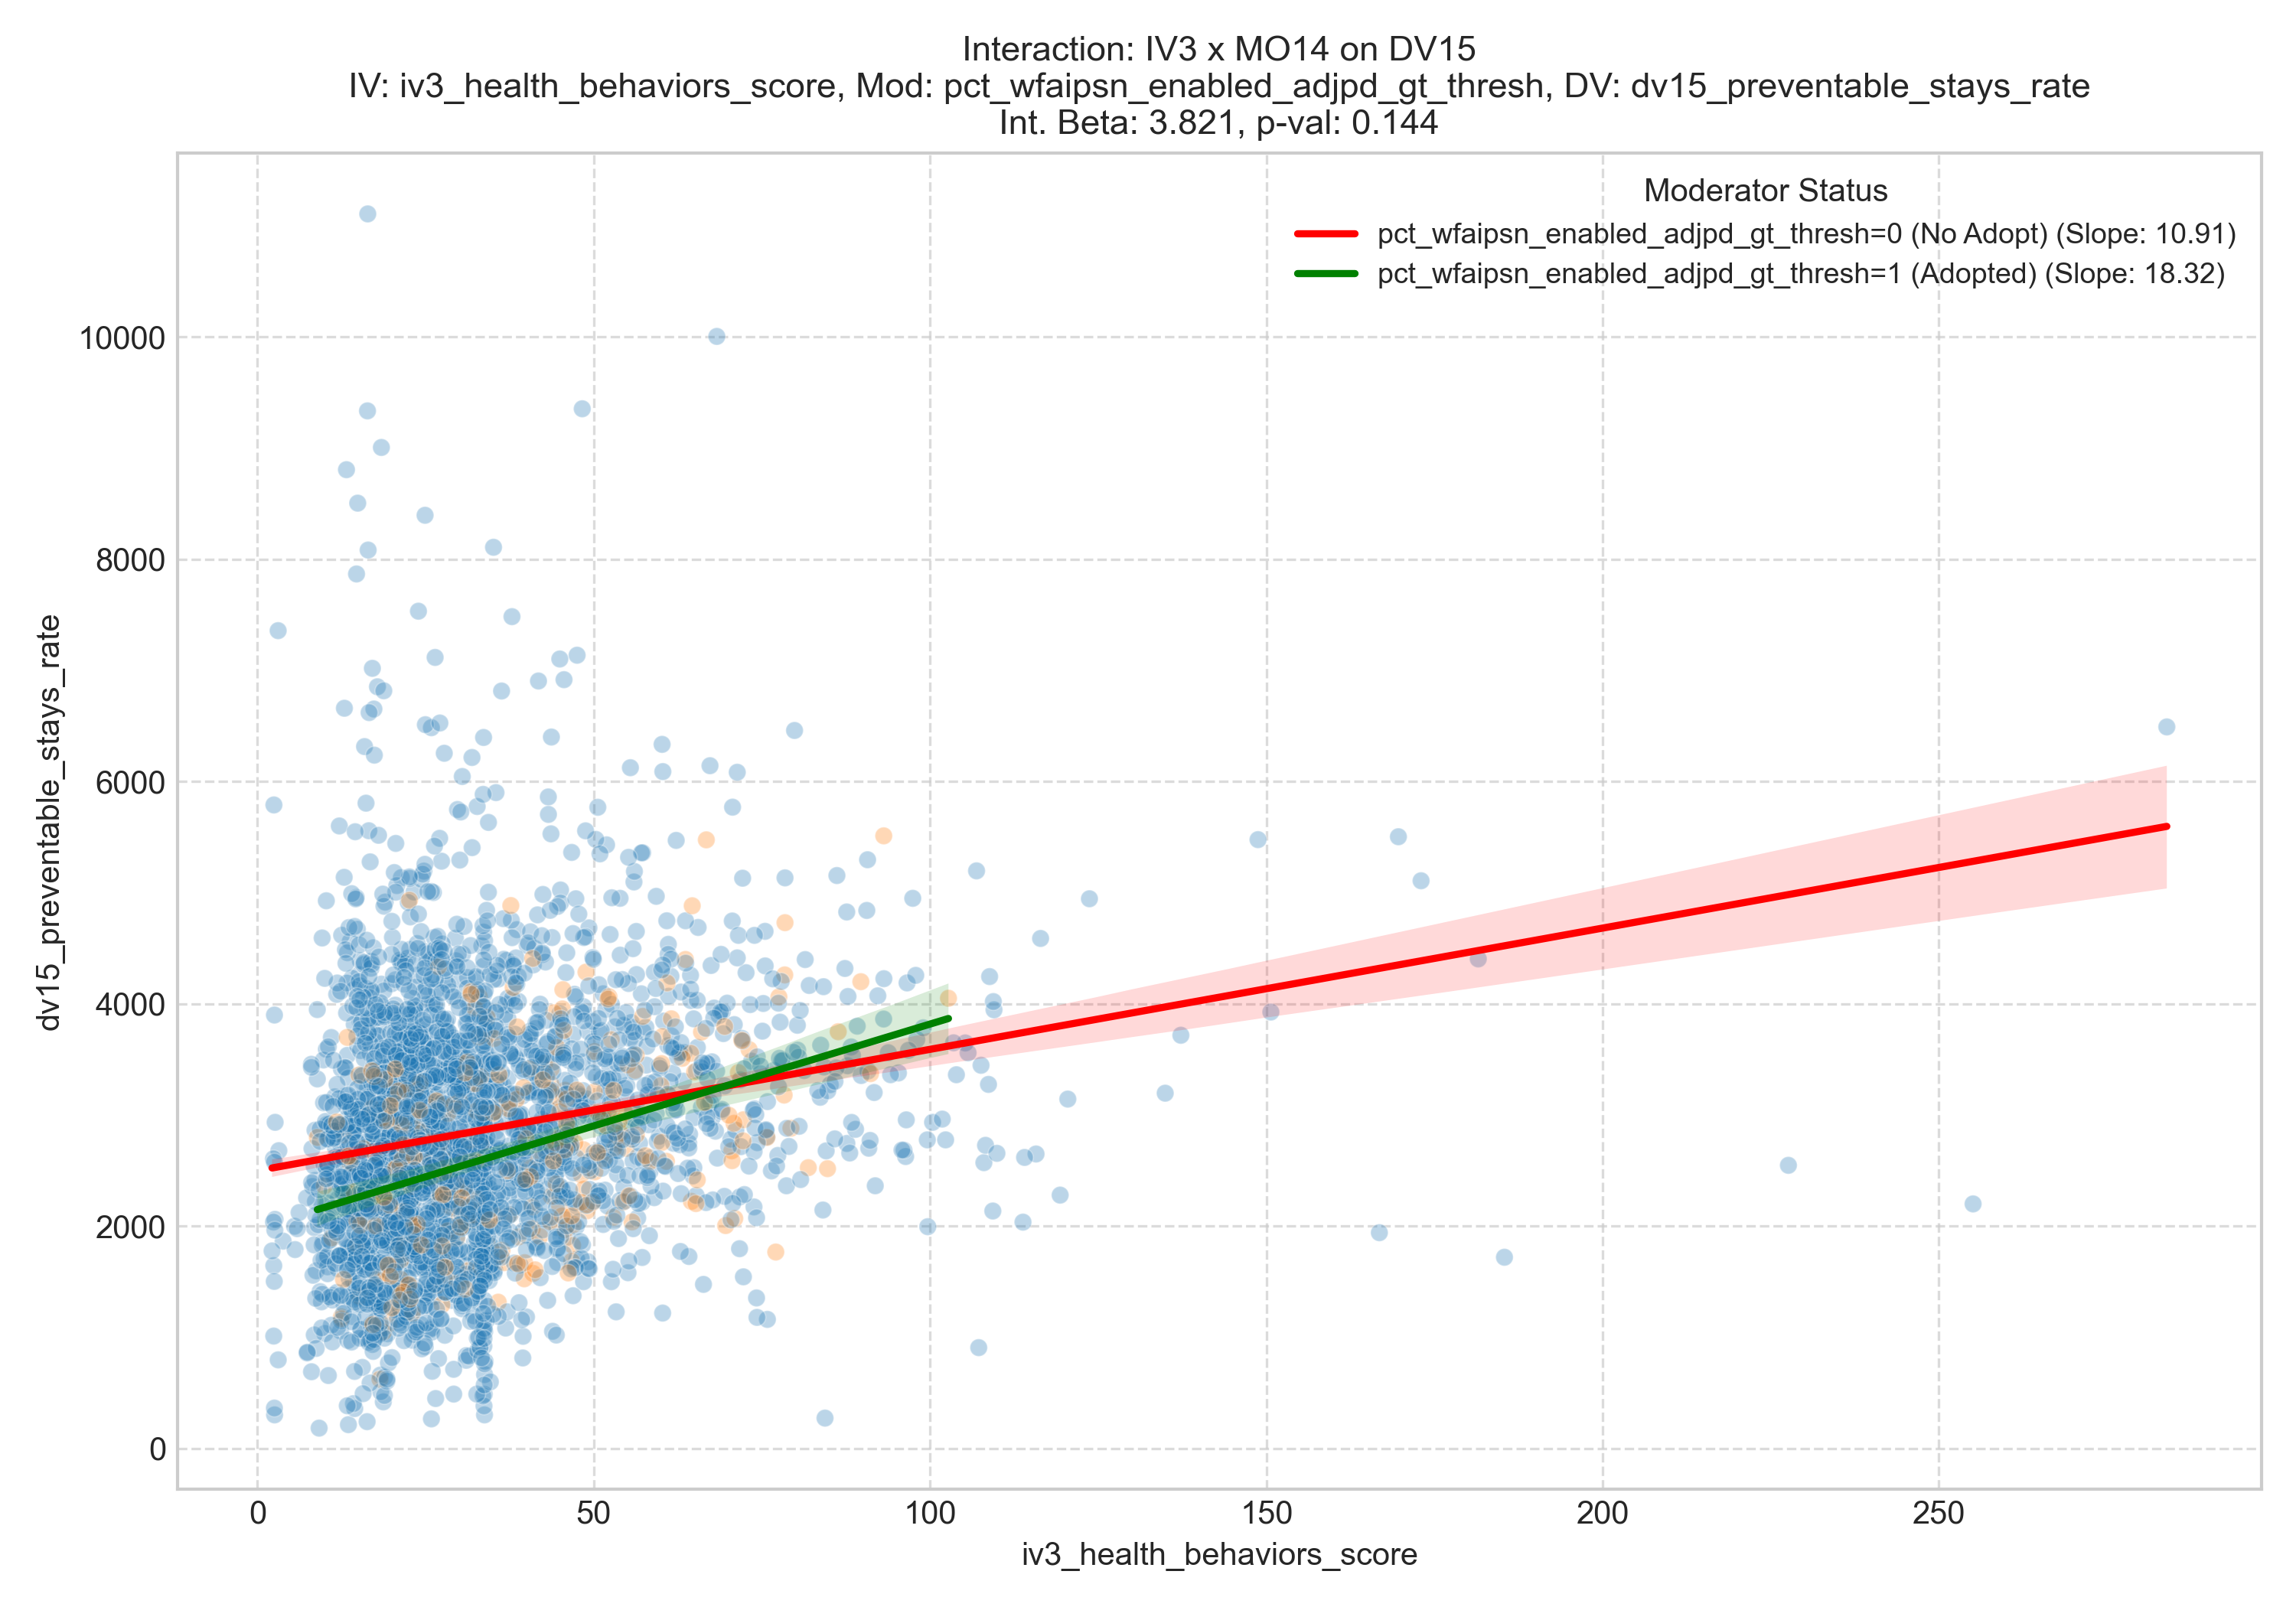 Interaction: IV3 x MO14 on DV15
IV: iv3_health_behaviors_score, Mod: pct_wfaipsn_enabled_adjpd_gt_thresh, DV: dv15_preventable_stays_rate
Int. Beta: 3.821, p-val: 0.144
Moderator Status
pct_wfaipsn_enabled_adjpd_gt_thresh=0 (No Adopt) (Slope: 10.91)
pct_wfaipsn_enabled_adjpd_gt_thresh=1 (Adopted) (Slope: 18.32)
dv15_preventable_stays_rate
10000
8000
6000
4000
2000
0
0 50 100 150 200 250
iv3_health_behaviors_score